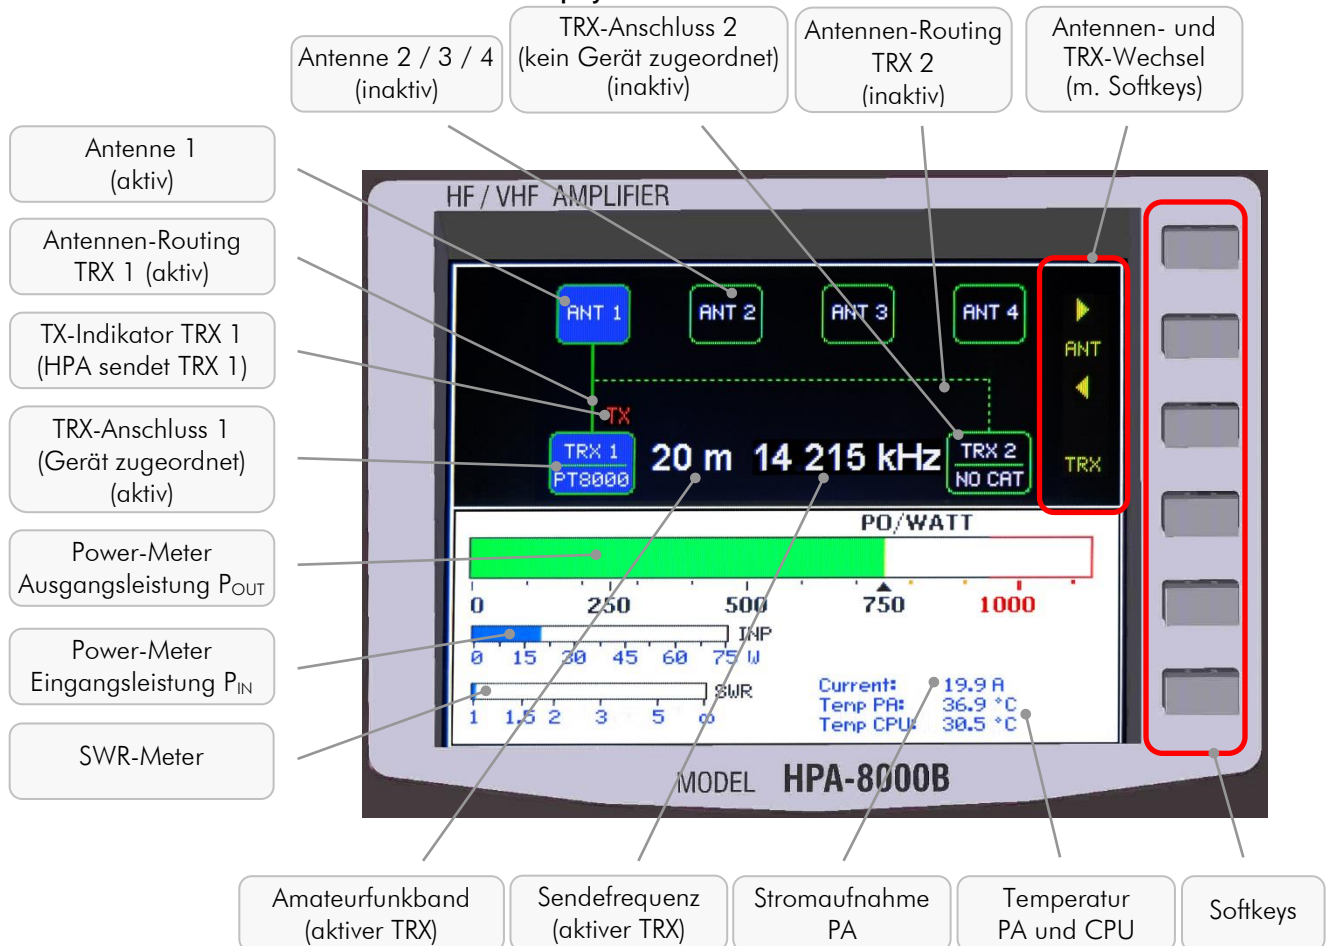 TRX-Anschluss 2
(kein Gerät zugeordnet)
(inaktiv)
Antenne 2 / 3 / 4
(inaktiv)
Antennen-Routing
TRX 2
(inaktiv)
Antennen- und
TRX-Wechsel
(m. Softkeys)
Antenne 1
(aktiv)
Antennen-Routing
TRX 1 (aktiv)
TX-Indikator TRX 1
(HPA sendet TRX 1)
TRX-Anschluss 1
(Gerät zugeordnet)
(aktiv)
Power-Meter
Ausgangsleistung POUT
Power-Meter
Eingangsleistung PIN
SWR-Meter
HF / VHF AMPLIFIER
ANT 1 ANT 2 ANT 3 ANT 4
ANT
TX
TRX 1
PT8000
20 m 14 215 kHz
TRX 2
NO CAT
TRX
PO/WATT
0 250 500 750 1000
INP
0 15 30 45 60 75 W
SWR
1 1,5 2 3 5 ∞
Current: 19.9 A
Temp PA: 36.9 °C
Temp CPU: 30.5 °C
MODEL HPA-8000B
Amateurfunkband
(aktiver TRX)
Sendefrequenz
(aktiver TRX)
Stromaufnahme
PA
Temperatur
PA und CPU
Softkeys